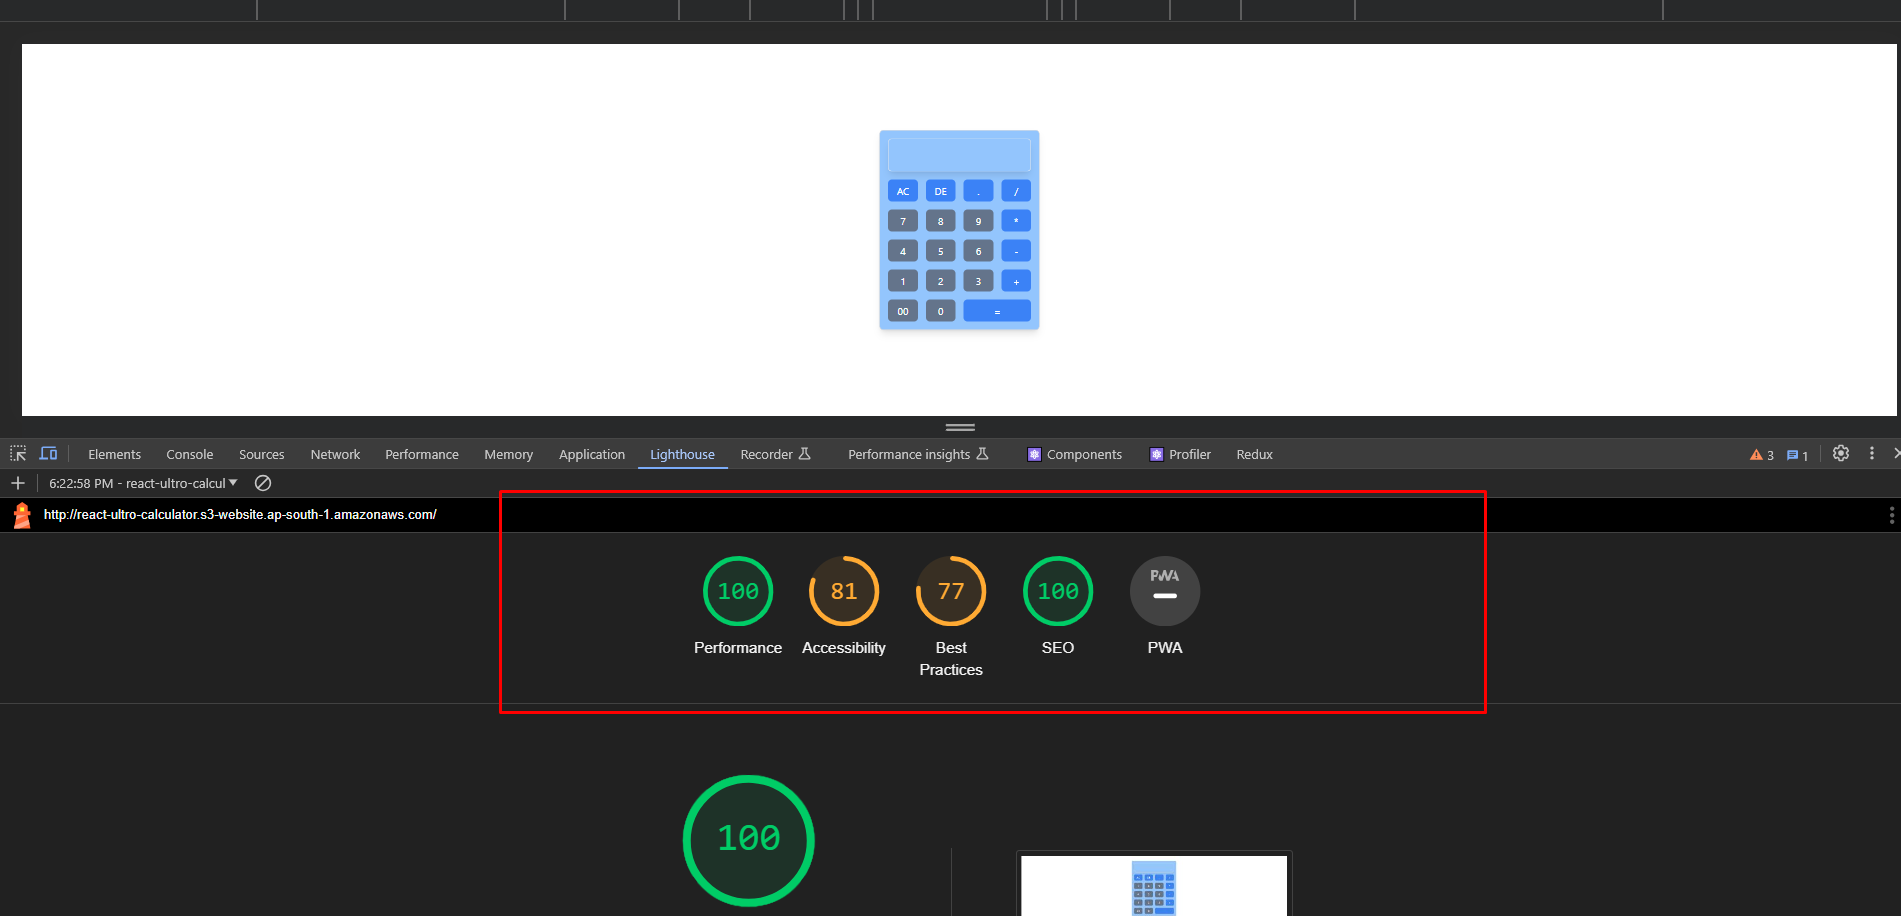 AC DE . /
7 8 9 *
4 5 6 -
1 2 3 +
00 0 =
Elements Console Sources Network Performance Memory Application Lighthouse Recorder Performance insights Components Profiler Redux 3 1
6:22:58 PM - react-ultro-calcul
http://react-ultro-calculator.s3-website.ap-south-1.amazonaws.com/
100 81 77 100 PWA
Performance Accessibility Best Practices SEO PWA
100